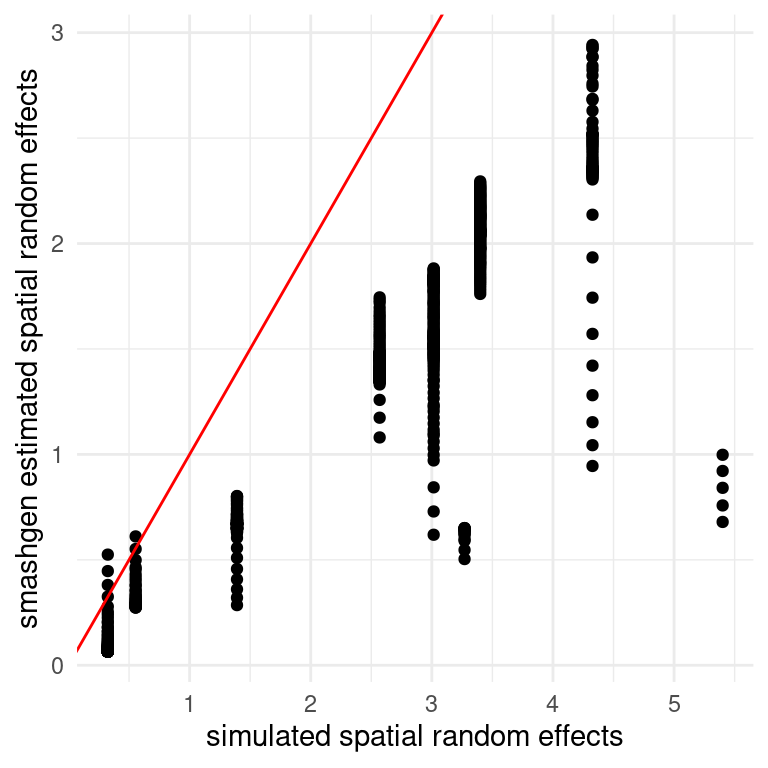 3
2
1
0
smashgen estimated spatial random effects
1 2 3 4 5
simulated spatial random effects